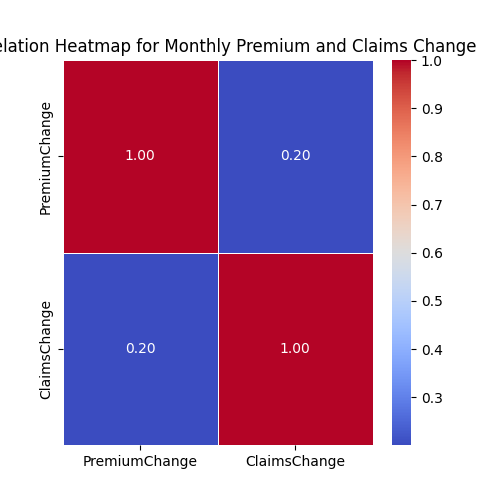 elation Heatmap for Monthly Premium and Claims Change
PremiumChange
ClaimsChange
1.00
0.20
0.20
1.00
PremiumChange
ClaimsChange
1.0
0.9
0.8
0.7
0.6
0.5
0.4
0.3